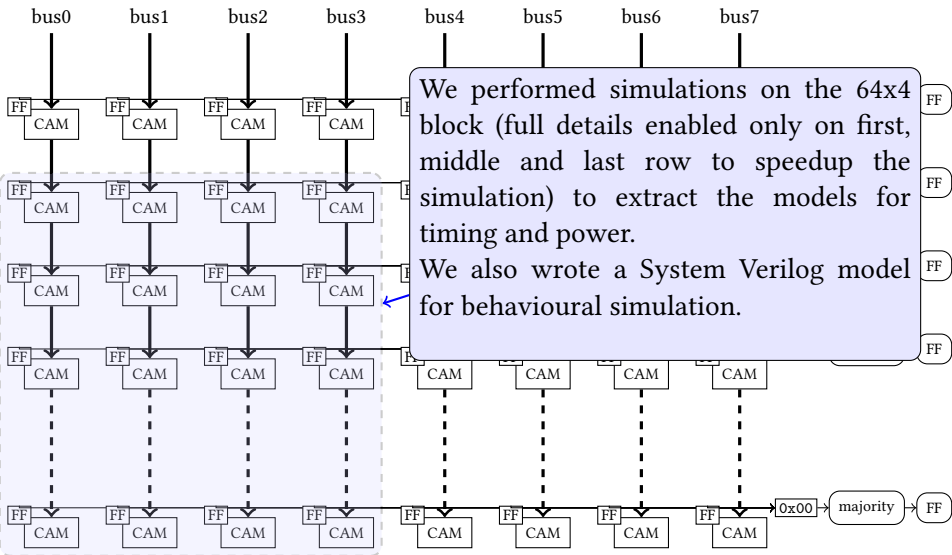 bus0 bus1 bus2 bus3 bus4 bus5 bus6 bus7
FF FF FF FF FF
CAM CAM CAM CAM
We performed simulations on the 64x4
block (full details enabled only on first,
middle and last row to speedup the
simulation) to extract the models for
timing and power.
We also wrote a System Verilog model
for behavioural simulation.
FF FF FF FF FF
CAM CAM CAM CAM
FF FF FF FF FF
CAM CAM CAM CAM
FF FF FF FF FF
CAM CAM CAM CAM CAM CAM CAM CAM
FF FF FF FF FF FF FF FF 0x00 majority FF
CAM CAM CAM CAM CAM CAM CAM CAM